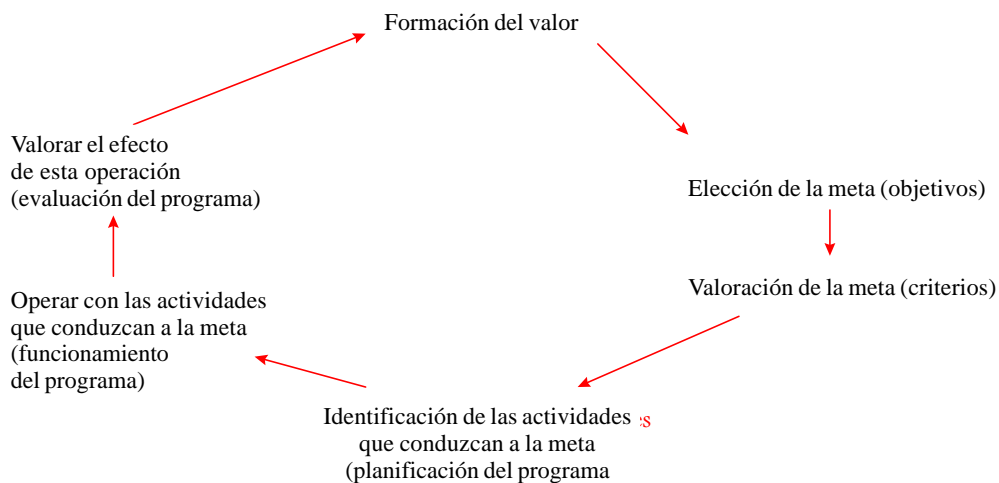 Formación del valor
Elección de la meta (objetivos)
Valoración de la meta (criterios)
Identificación de las actividades
que conduzcan a la meta
(planificación del programa
Operar con las actividades
que conduzcan a la meta
(funcionamiento
del programa)
Valorar el efecto
de esta operación
(evaluación del programa)